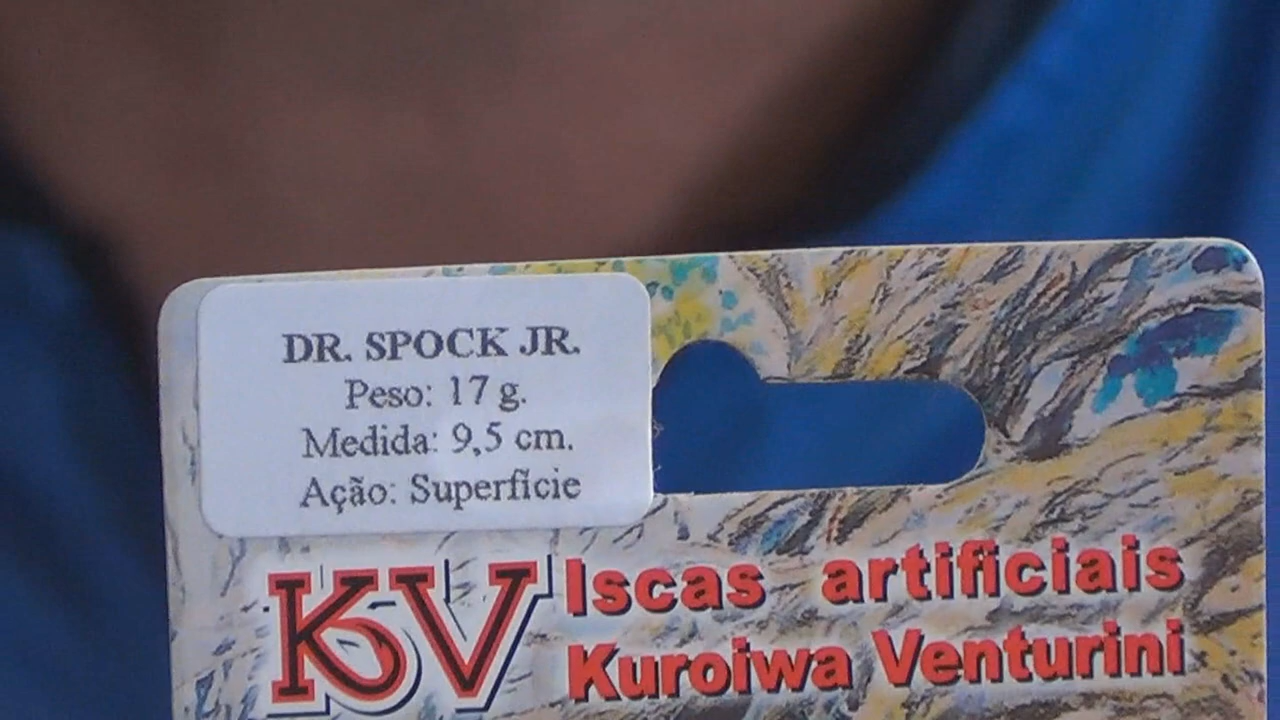 DR. SPOCK JR.
Peso: 17 g.
Medida: 9,5 cm.
Ação: Superfície
KV Iscas artificiais
Kuroiwa Venturini